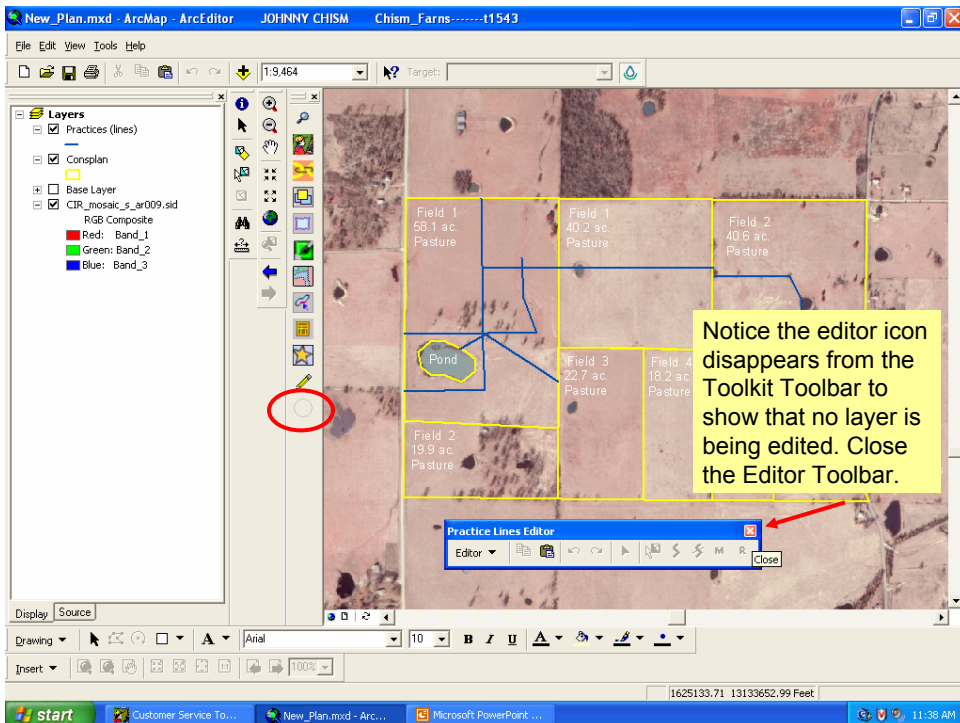 New_Plan.mxd - ArcMap - ArcEditor JOHNNY CHISM Chism_Farns-------t1543
File Edit View Tools Help
1:9,464
Target:
Layers
Practices (lines)
Consplan
Base Layer
CIR_mosaic_s_ar009.sid
RGB Composite
Red: Band_1
Green: Band_2
Blue: Band_3
Field 1
58.1 ac.
Pasture
Field 1
40.2 ac.
Pasture
Field 2
40.6 ac.
Pasture
Pond
Field 3
22.7 ac.
Pasture
Field 4
18.2 ac.
Pasture
Field 2
19.9 ac.
Pasture
Notice the editor icon
disappears from the
Toolkit Toolbar to
show that no layer is
being edited. Close
the Editor Toolbar.
Practice Lines Editor
Editor
M R
Close
Display Source
Drawing A Arial 10 B I U A
Insert 100%
1625133.71 13133652.99 Feet
start Customer Service To... New_Plan.mxd - Arc... Microsoft PowerPoint ... 11:38 AM